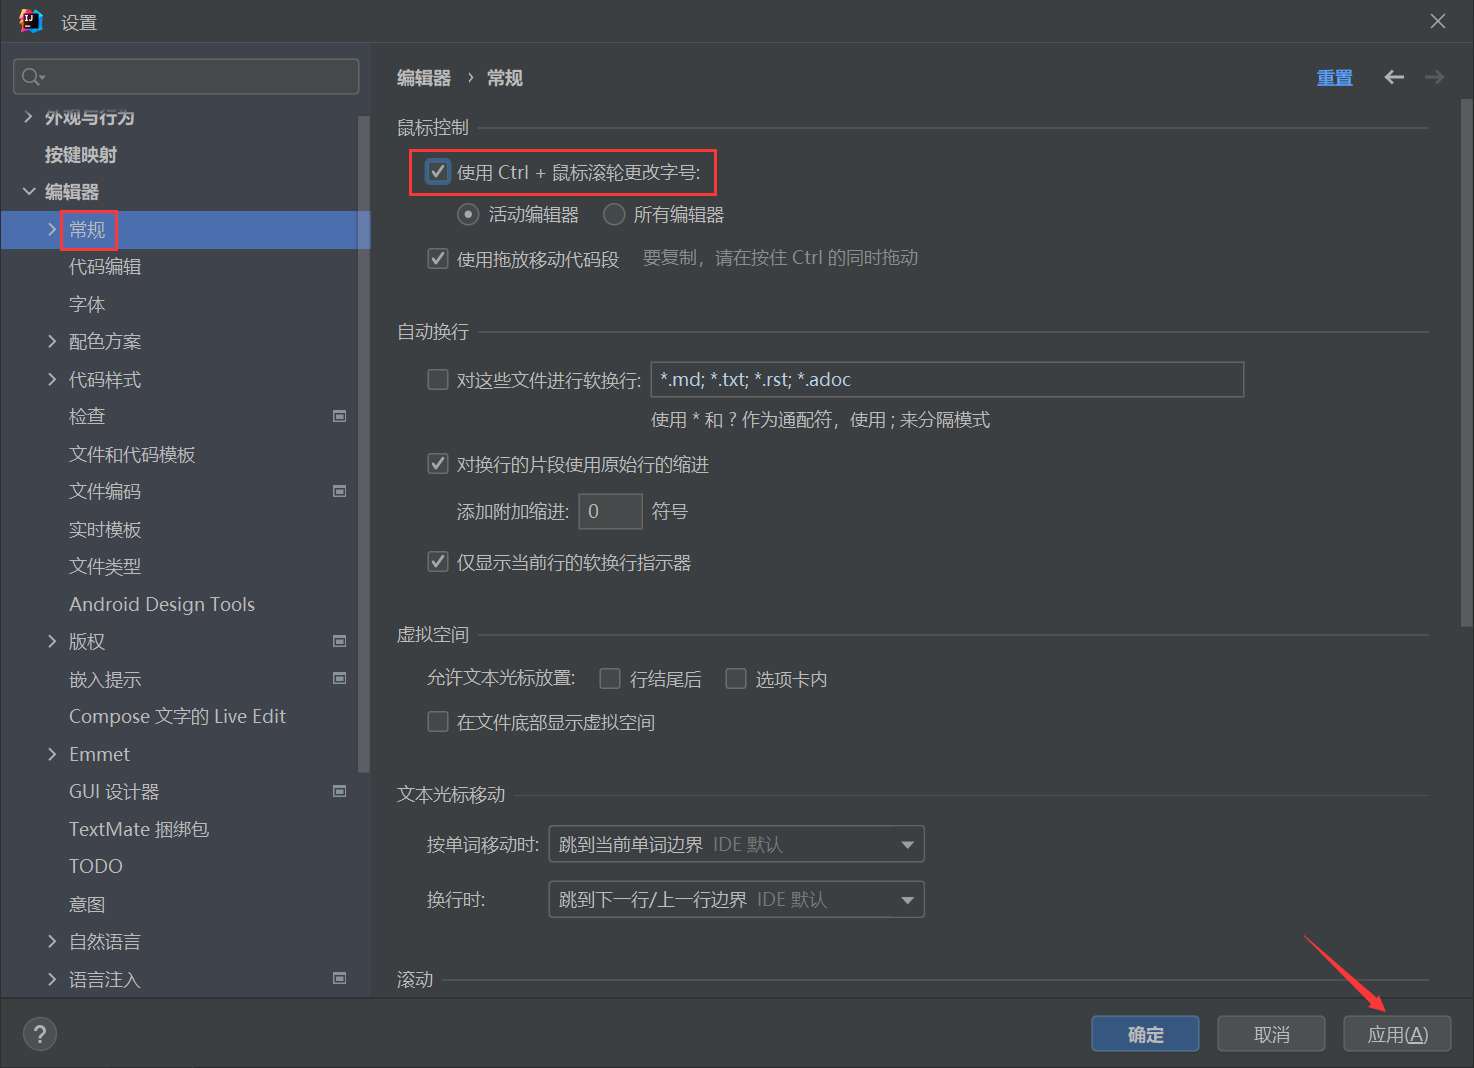 设置
外观与行为
按键映射
编辑器
常规
代码编辑
字体
配色方案
代码样式
检查
文件和代码模板
文件编码
实时模板
文件类型
Android Design Tools
版权
嵌入提示
Compose 文字的 Live Edit
Emmet
GUI 设计器
TextMate 捆绑包
TODO
意图
自然语言
语言注入
编辑器 › 常规
重置
鼠标控制
使用 Ctrl + 鼠标滚轮更改字号:
活动编辑器 所有编辑器
使用拖放移动代码段 要复制，请在按住 Ctrl 的同时拖动
自动换行
对这些文件进行软换行: *.md; *.txt; *.rst; *.adoc
使用 * 和 ? 作为通配符，使用 ; 来分隔模式
对换行的片段使用原始行的缩进
添加附加缩进: 0 符号
仅显示当前行的软换行指示器
虚拟空间
允许文本光标放置: 行结尾后 选项卡内
在文件底部显示虚拟空间
文本光标移动
按单词移动时: 跳到当前单词边界 IDE 默认
换行时: 跳到下一行/上一行边界 IDE 默认
滚动
?
确定 取消 应用(A)